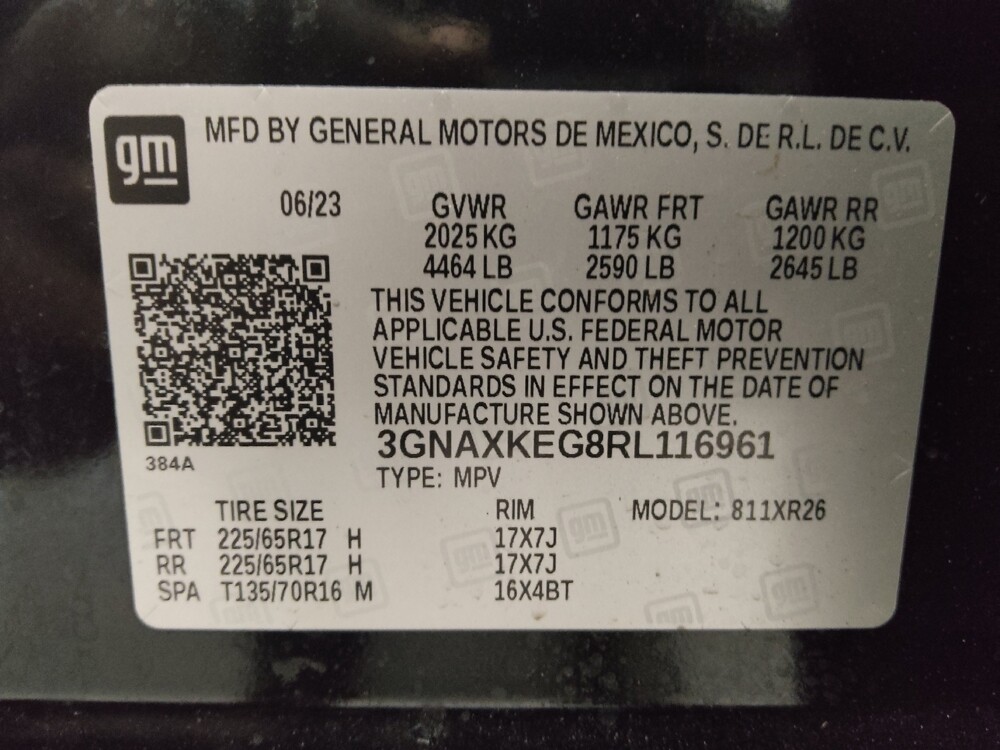 gm MFD BY GENERAL MOTORS DE MEXICO, S. DE R.L. DE C.V.
06/23 GVWR GAWR FRT GAWR RR
2025 KG 1175 KG 1200 KG
4464 LB 2590 LB 2645 LB
THIS VEHICLE CONFORMS TO ALL
APPLICABLE U.S. FEDERAL MOTOR
VEHICLE SAFETY AND THEFT PREVENTION
STANDARDS IN EFFECT ON THE DATE OF
MANUFACTURE SHOWN ABOVE.
3GNAXKEG8RL116961
384A
TYPE: MPV
TIRE SIZE RIM MODEL: 811XR26
FRT 225/65R17 H 17X7J
RR 225/65R17 H 17X7J
SPA T135/70R16 M 16X4BT